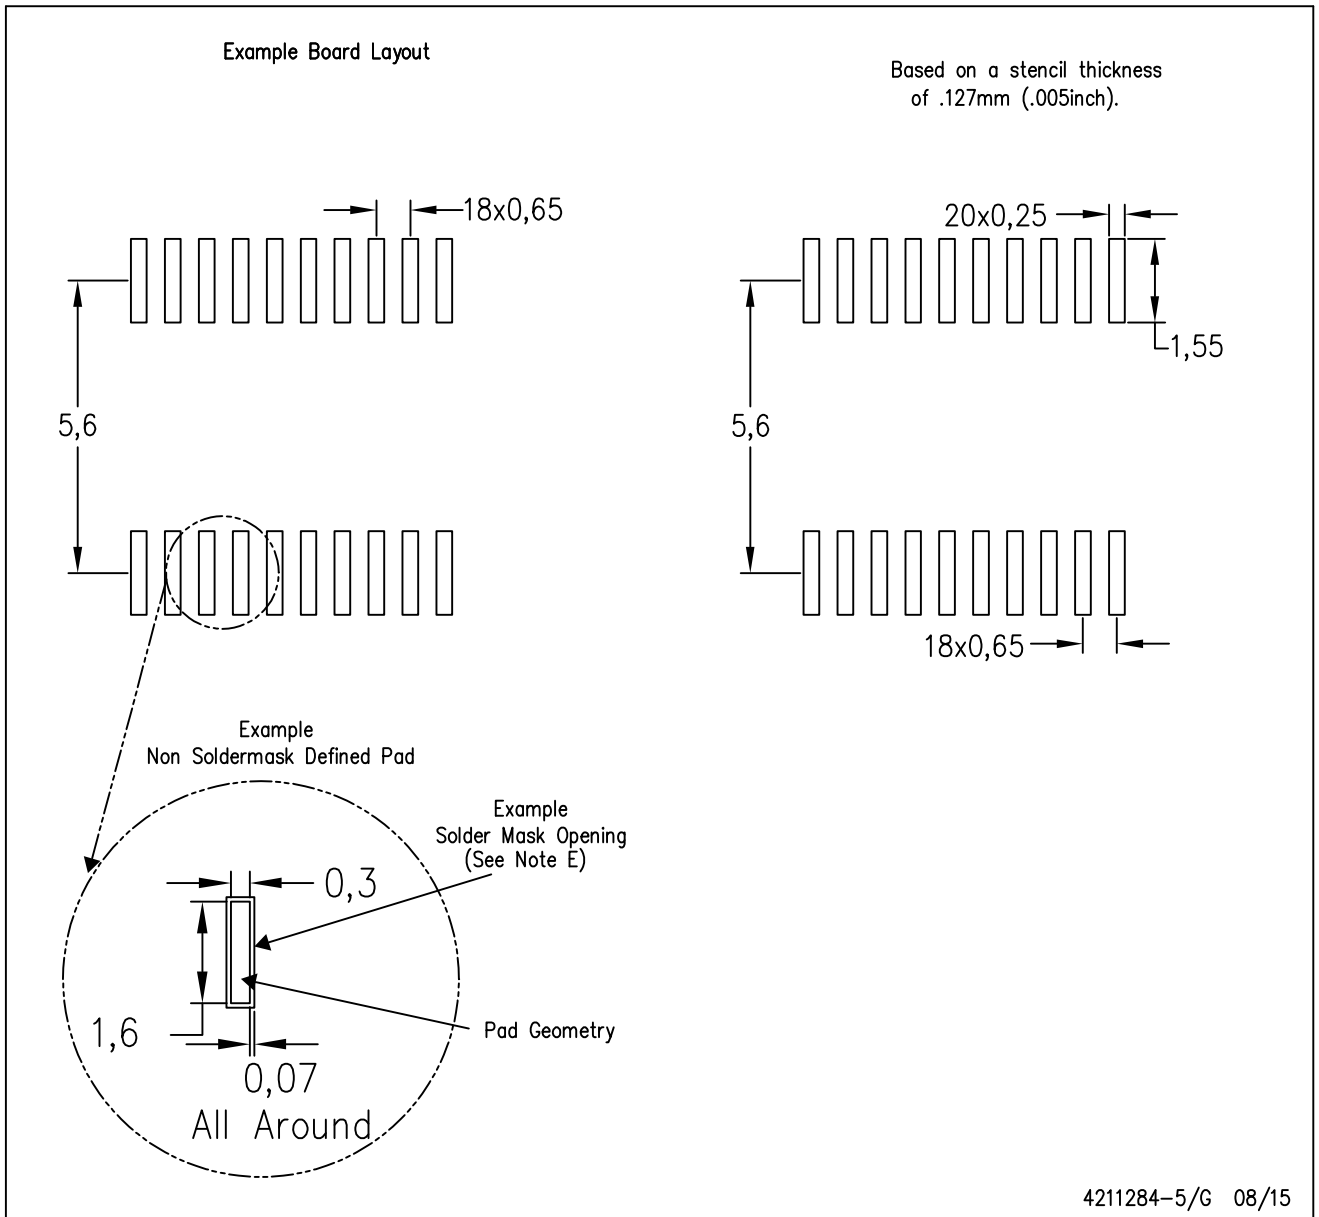 Example Board Layout
Based on a stencil thickness
of .127mm (.005inch).
18x0,65
20x0,25
1,55
5,6
5,6
18x0,65
Example
Non Soldermask Defined Pad
Example
Solder Mask Opening
(See Note E)
0,3
1,6
Pad Geometry
0,07
All Around
4211284-5/G 08/15